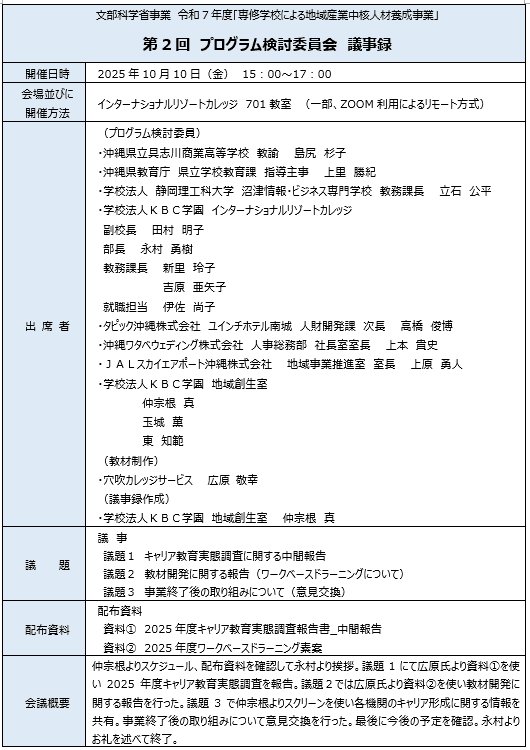 文部科学省事業 令和７年度「専修学校による地域産業中核人材養成事業」
第２回 プログラム検討委員会 議事録
開催日時 2025年10月10日（金） 15：00～17：00
会場並びに
開催方法
インターナショナルリゾートカレッジ 701教室 （一部、ZOOM利用によるリモート方式）
出 席 者
（プログラム検討委員）
・沖縄県立具志川商業高等学校 教諭 島尻 杉子
・沖縄県教育庁 県立学校教育課 指導主事 上里 勝紀
・学校法人 静岡理工科大学 沼津情報・ビジネス専門学校 教務課長 立石 公平
・学校法人ＫＢＣ学園 インターナショナルリゾートカレッジ
副校長 田村 明子
部長 永村 勇樹
教務課長 新里 玲子
吉原 亜矢子
就職担当 伊佐 尚子
・タピック沖縄株式会社 ユインチホテル南城 人財開発課 次長 高橋 俊博
・沖縄ワタベウェディング株式会社 人事総務部 社長室室長 上本 貴史
・ＪＡＬスカイエアポート沖縄株式会社 地域事業推進室 室長 上原 勇人
・学校法人ＫＢＣ学園 地域創生室
仲宗根 真
玉城 薫
東 知範
（教材制作）
・穴吹カレッジサービス 広原 敬幸
（議事録作成）
・学校法人ＫＢＣ学園 地域創生室 仲宗根 真
議 題
議 事
議題１ キャリア教育実態調査に関する中間報告
議題２ 教材開発に関する報告（ワークベースドラーニングについて）
議題３ 事業終了後の取り組みについて（意見交換）
配布資料
配布資料
資料① 2025年度キャリア教育実態調査報告書_中間報告
資料② 2025年度ワークベースドラーニング素案
会議概要
仲宗根よりスケジュール、配布資料を確認して永村より挨拶。議題１にて広原氏より資料①を使
い 2025 年度キャリア教育実態調査を報告。議題２では広原氏より資料②を使い教材開発に
関する報告を行った。議題 ３ で仲宗根よりスクリーンを使い各機関のキャリア形成に関する情報を
共有。事業終了後の取り組みについて意見交換を行った。最後に今後の予定を確認。永村より
お礼を述べて終了。